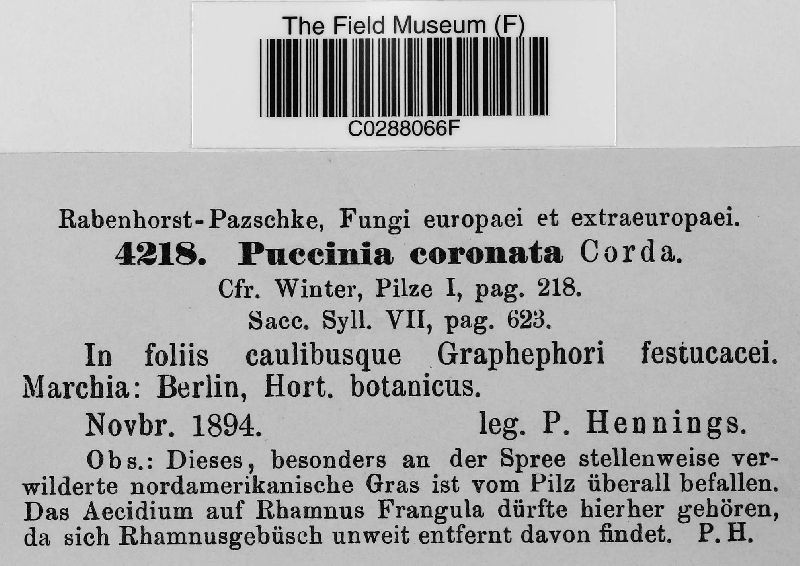 The Field Museum (F)
C0288066F
Rabenhorst-Pazschke, Fungi europaei et extraeuropaei.
4218. Puccinia coronata Corda.
Cfr. Winter, Pilze I, pag. 218.
Sacc. Syll. VII, pag. 623.
In foliis caulibusque Graphephori festucacei.
Marchia: Berlin, Hort. botanicus.
Novbr. 1894. leg. P. Hennings.
Obs.: Dieses, besonders an der Spree stellenweise ver-
wilderte nordamerikanische Gras ist vom Pilz überall befallen.
Das Aecidium auf Rhamnus Frangula dürfte hierher gehören,
da sich Rhamnusgebüsch unweit entfernt davon findet. P. H.